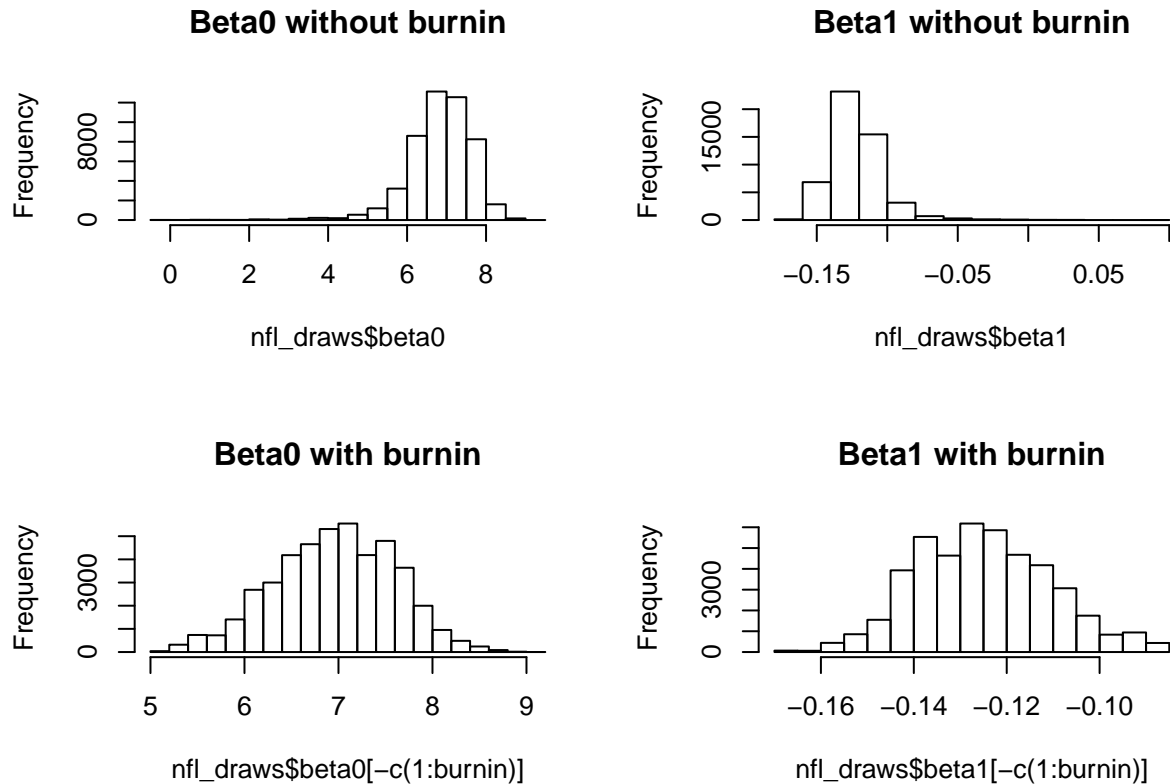 Beta0 without burnin
Frequency
0 8000
0 2 4 6 8
nfl_draws$beta0
Beta1 without burnin
Frequency
0 15000
−0.15 −0.05 0.05
nfl_draws$beta1
Beta0 with burnin
Frequency
0 3000
5 6 7 8 9
nfl_draws$beta0[−c(1:burnin)]
Beta1 with burnin
Frequency
0 3000
−0.16 −0.14 −0.12 −0.10
nfl_draws$beta1[−c(1:burnin)]